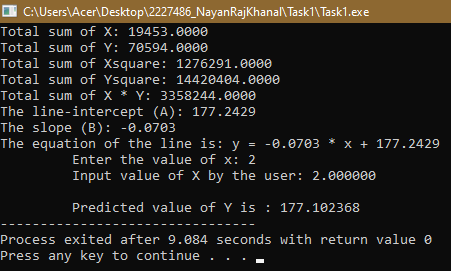 C:\Users\Acer\Desktop\2227486_NayanRajKhanal\Task1\Task1.exe
Total sum of X: 19453.0000
Total sum of Y: 70594.0000
Total sum of Xsquare: 1276291.0000
Total sum of Ysquare: 14420404.0000
Total sum of X * Y: 3358244.0000
The line-intercept (A): 177.2429
The slope (B): -0.0703
The equation of the line is: y = -0.0703 * x + 177.2429
Enter the value of x: 2
Input value of X by the user: 2.000000
Predicted value of Y is : 177.102368
--------------------------------
Process exited after 9.084 seconds with return value 0
Press any key to continue . . .